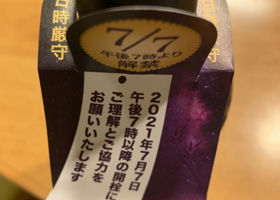 日時厳守
7/7
午後7時より
解禁
2021年7月7日
午後7時以降の開栓に
ご理解とご協力を
お願いいたします